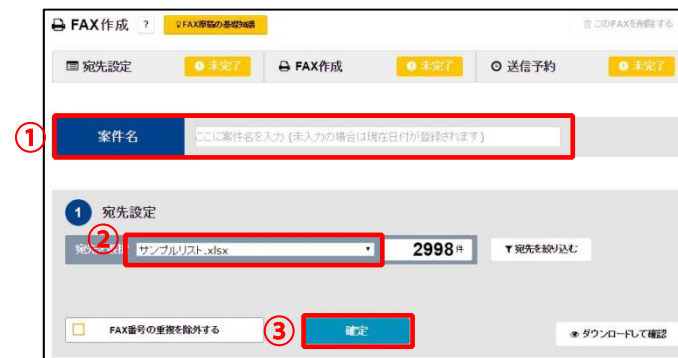 FAX作成 ? FAX原稿の基礎知識 このFAXを削除する
宛先設定 未完了 FAX作成 未完了 送信予約 未完了
① 案件名 ここに案件名を入力 (未入力の場合は現在日付が登録されます)
1 宛先設定
②
サンプルリスト.xlsx 2998件 宛先を絞り込む
FAX番号の重複を除外する ③ 確定 ダウンロードして確認